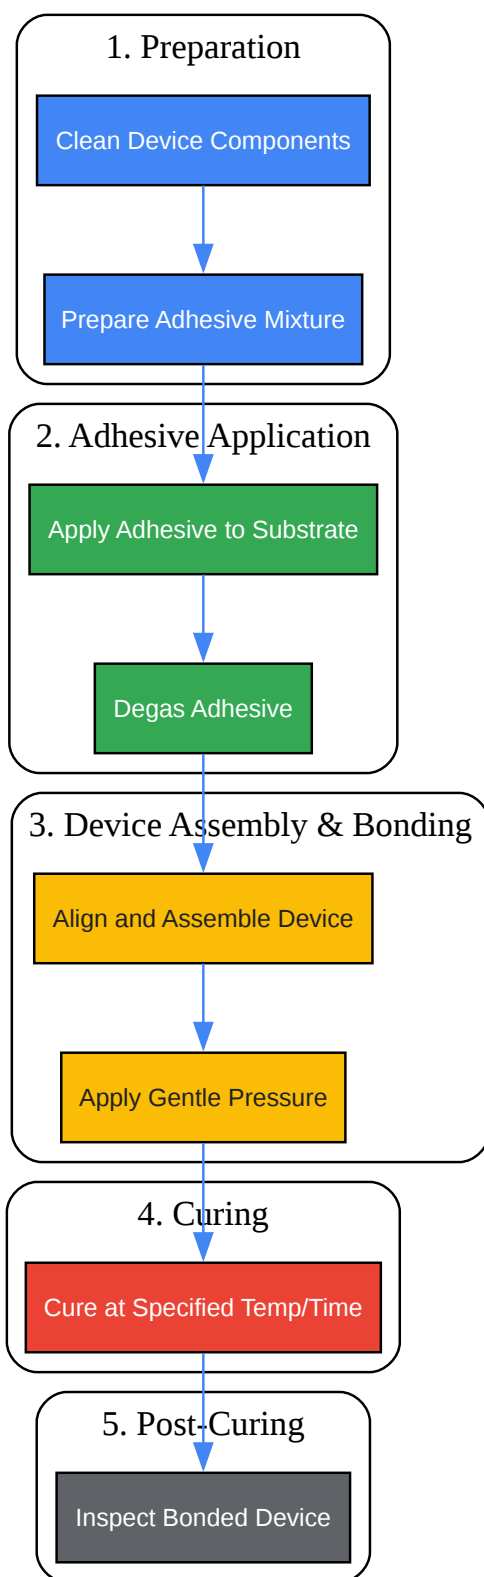 1. Preparation
Clean Device Components
Prepare Adhesive Mixture
2. Adhesive Application
Apply Adhesive to Substrate
Degas Adhesive
3. Device Assembly & Bonding
Align and Assemble Device
Apply Gentle Pressure
4. Curing
Cure at Specified Temp/Time
5. Post-Curing
Inspect Bonded Device